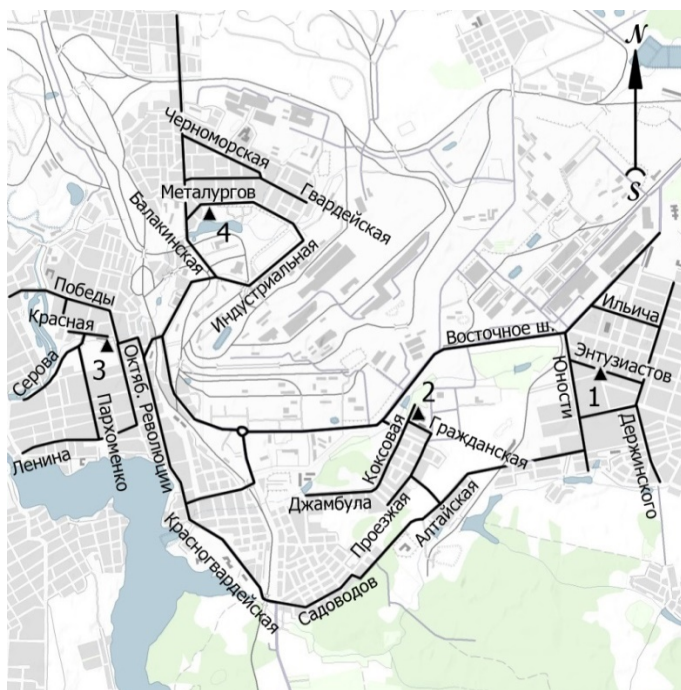 N
S
Черноморская
Гвардейская
Металургов
4
Балакинская
Индустриальная
Победы
Красная
Серова
3
Октяб. Революции
Пархоменко
Ленина
Восточное ш.
Ильича
Энтузиастов
1
Юности
Держинского
2
Коксовая
Гражданская
Джамбула
Проезжая
Алтайская
Красногвардейская
Садоводов